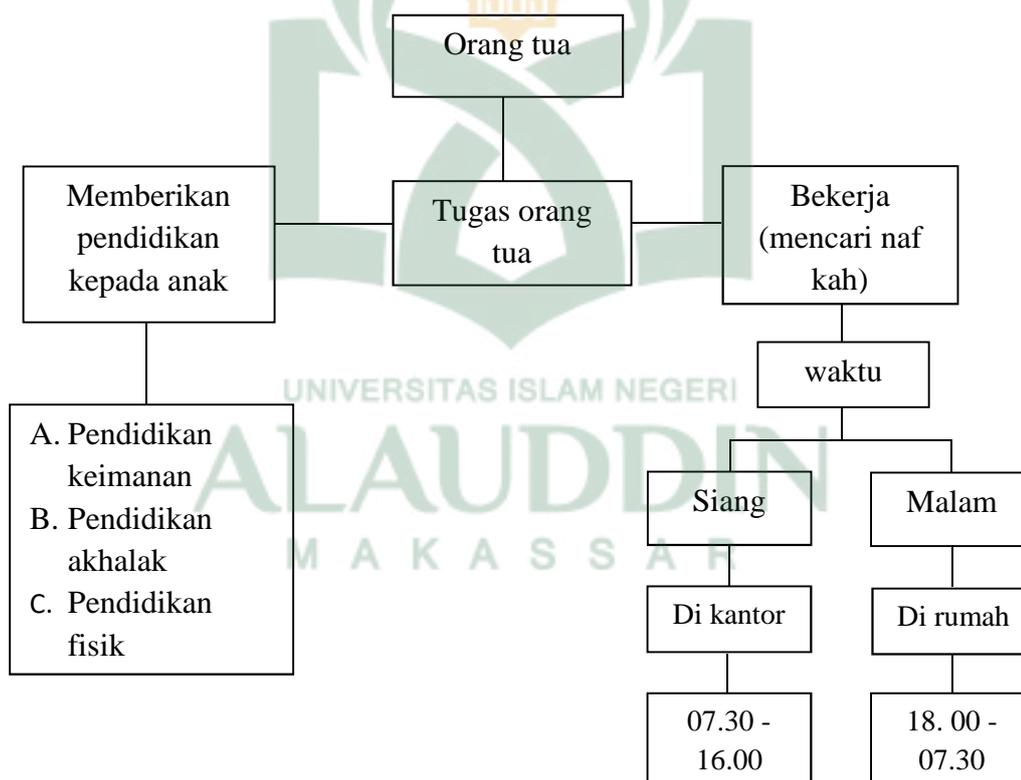 Orang tua
Memberikan
pendidikan
kepada anak
Tugas orang
tua
Bekerja
(mencari naf
kah)
waktu
UNIVERSITAS ISLAM NEGERI
ALAUDDIN
MAKASSAR
A. Pendidikan
keimanan
B. Pendidikan
akhalak
C. Pendidikan
fisik
Siang
Malam
Di kantor
Di rumah
07.30 -
16.00
18. 00 -
07.30